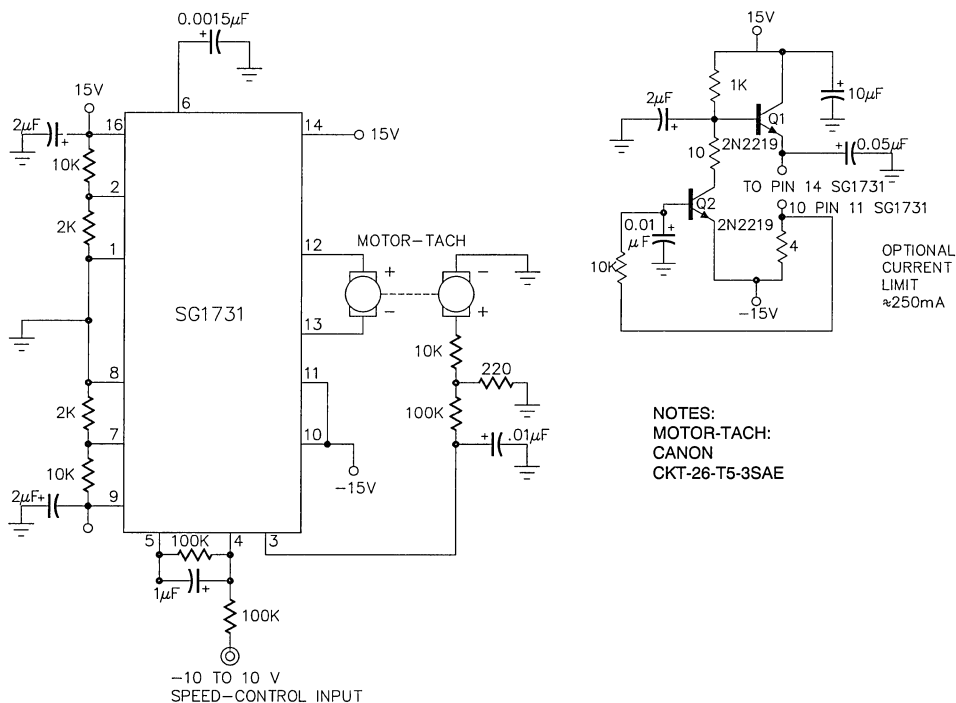 0.0015µF
+
6
15V
2µF
+
16
14
15V
10K
2
2K
1
12
MOTOR-TACH
+
-
SG1731
-
+
13
10K
8
11
220
2K
100K
7
10
+
.01µF
10K
-15V
2µF+
9
5
100K
4
3
1µF
+
100K
-10 TO 10 V
SPEED-CONTROL INPUT
15V
1K
+
10µF
2µF
+
Q1
2N2219
+
0.05µF
10
TO PIN 14 SG1731
10 PIN 11 SG1731
Q2
2N2219
0.01
µF
+
4
10K
-15V
OPTIONAL
CURRENT
LIMIT
≈250mA
NOTES:
MOTOR-TACH:
CANON
CKT-26-T5-3SAE